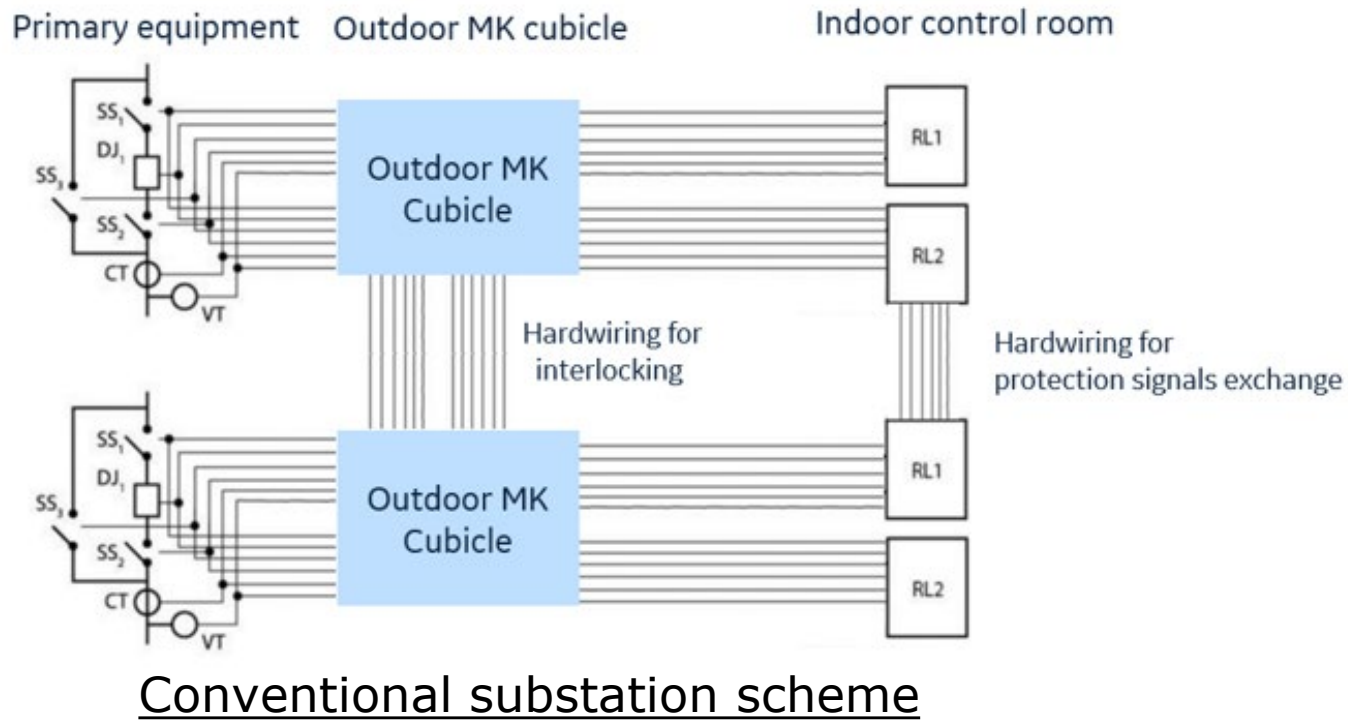 Primary equipment
Outdoor MK cubicle
Indoor control room
SS₁
DJ₁
SS₃
SS₂
CT
VT
Outdoor MK
Cubicle
RL1
RL2
Hardwiring for
interlocking
Hardwiring for
protection signals exchange
SS₁
DJ₁
SS₃
SS₂
CT
VT
Outdoor MK
Cubicle
RL1
RL2
Conventional substation scheme